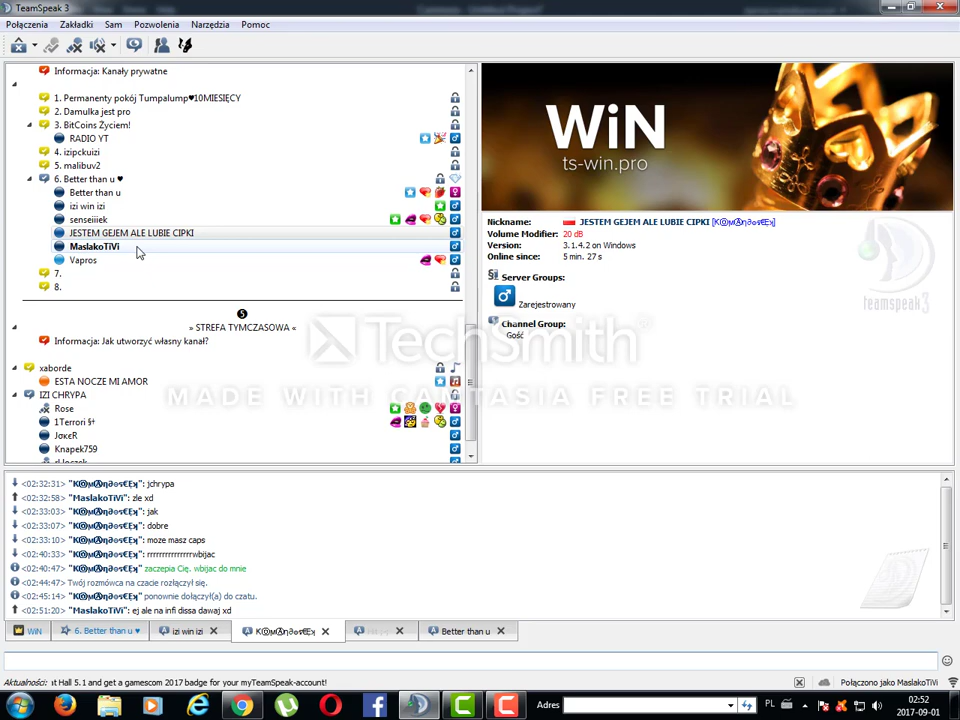 TeamSpeak 3
Połączenia Zakładki Sam Pozwolenia Narzędzia Pomoc
Informacja: Kanały prywatne
1. Permanenty pokój Tumpalump♥10MIESIĘCY
2. Damulka jest pro
3. BitCoins Życiem!
RADIO YT
4. izipckuizi
5. malibuv2
6. Better than u ♥
Better than u
izi win izi
senseiiiek
JESTEM GEJEM ALE LUBIE CIPKI
MaslakoTiVi
Vapros
7.
8.
» STREFA TYMCZASOWA «
Informacja: Jak utworzyć własny kanał?
xaborde
ESTA NOCZE MI AMOR
IZI CHRYPA
Rose
1Terrori §†
JσкєR
Knapek759
WiN
ts-win.pro
Nickname: JESTEM GEJEM ALE LUBIE CIPKI
Volume Modifier: 20 dB
Version: 3.1.4.2 on Windows
Online since: 5 min. 27 s
Server Groups:
Zarejestrowany
Channel Group:
Gość
teamspeak3
TechSmith
MADE WITH CAMTASIA FREE TRIAL
<02:32:31> jchrypa
<02:32:58> "MaslakoTiVi": zle xd
<02:33:03> jak
<02:33:07> dobre
<02:33:10> moze masz caps
<02:40:33> rrrrrrrrrrrrrrrwbijac
<02:40:47> zaczepia Cię. wbijac do mnie
<02:44:47> Twój rozmówca na czacie rozłączył się.
<02:45:14> ponownie dołączył(a) do czatu.
<02:51:20> "MaslakoTiVi": ej ale na infi dissa dawaj xd
WiN 6. Better than u ♥ izi win izi Better than u
Aktualności: ıt Hall 5.1 and get a gamescom 2017 badge for your myTeamSpeak-account!
Połączono jako MaslakoTiVi
Adres PL 02:52
2017-09-01